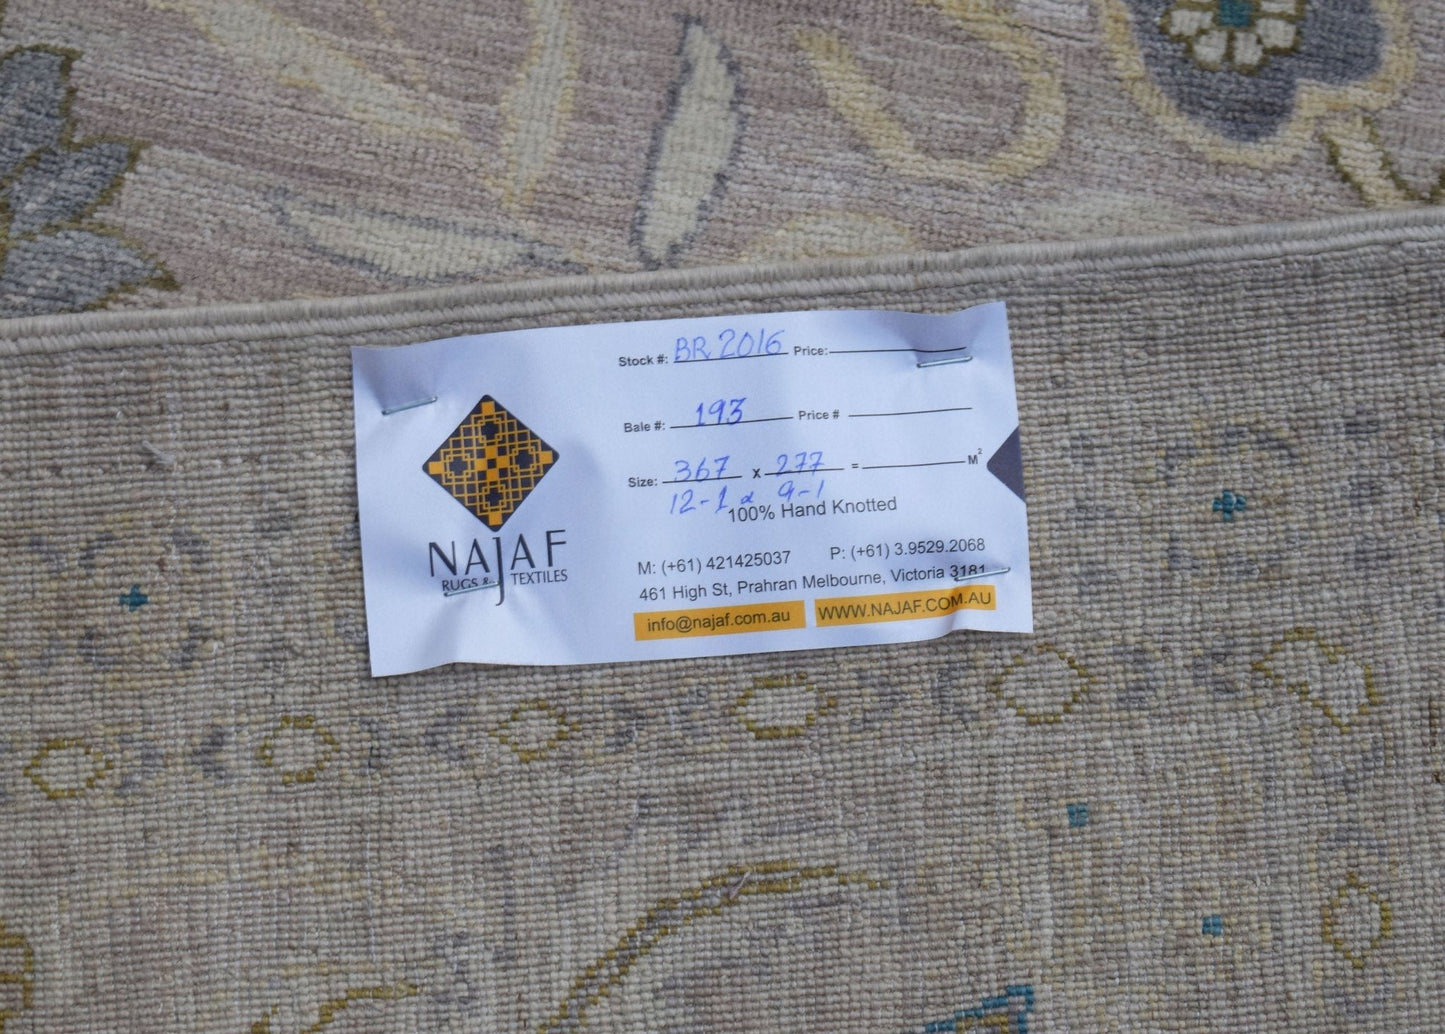 Stock #: BR 2016 Price:
Bale #: 193 Price #
Size: 367 x 277 = M²
12-1 x 9-1
100% Hand Knotted
NAJAF
RUGS & TEXTILES
M: (+61) 421425037 P: (+61) 3.9529.2068
461 High St, Prahran Melbourne, Victoria 3181
info@najaf.com.au WWW.NAJAF.COM.AU